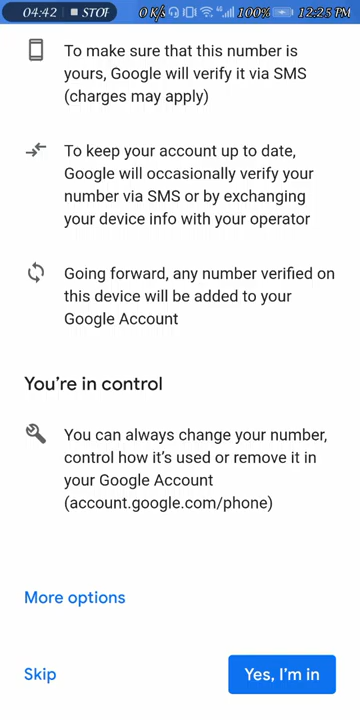 04:42 STOP 0 K/s 100% 12:25 PM
To make sure that this number is
yours, Google will verify it via SMS
(charges may apply)
To keep your account up to date,
Google will occasionally verify your
number via SMS or by exchanging
your device info with your operator
Going forward, any number verified on
this device will be added to your
Google Account
You're in control
You can always change your number,
control how it's used or remove it in
your Google Account
(account.google.com/phone)
More options
Skip
Yes, I'm in